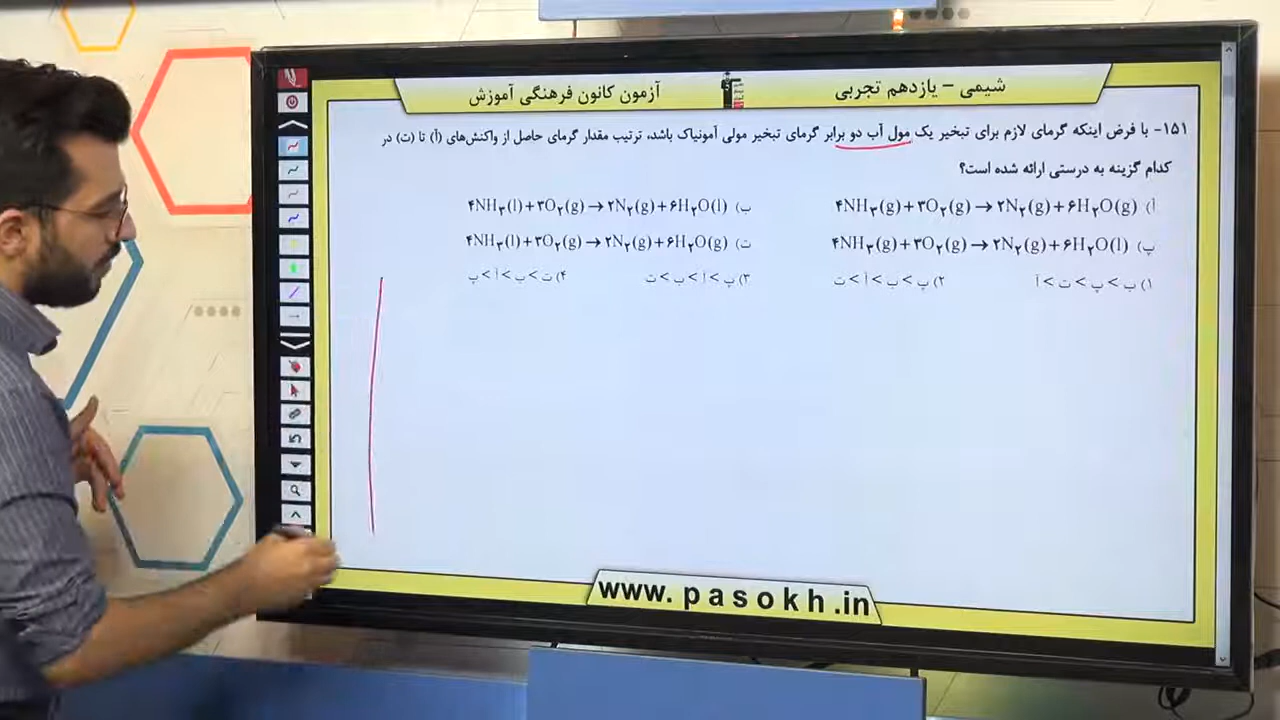 شیمی - یازدهم تجربی
آزمون کانون فرهنگی آموزش
۱۵۱- با فرض اینکه گرمای لازم برای تبخیر یک مول آب دو برابر گرمای تبخیر مولی آمونیاک باشد، ترتیب مقدار گرمای حاصل از واکنش‌های (آ) تا (ت) در
کدام گزینه به درستی ارائه شده است؟
آ) ۴NH۳(g)+۳O۲(g)→۲N۲(g)+۶H۲O(g)
ب) ۴NH۳(l)+۳O۲(g)→۲N۲(g)+۶H۲O(l)
پ) ۴NH۳(g)+۳O۲(g)→۲N۲(g)+۶H۲O(l)
ت) ۴NH۳(l)+۳O۲(g)→۲N۲(g)+۶H۲O(g)
۱) ب > پ > ت > آ
۲) پ > ب > آ > ت
۳) پ > آ > ب > ت
۴) ت > ب > آ > پ
www.pasokh.in